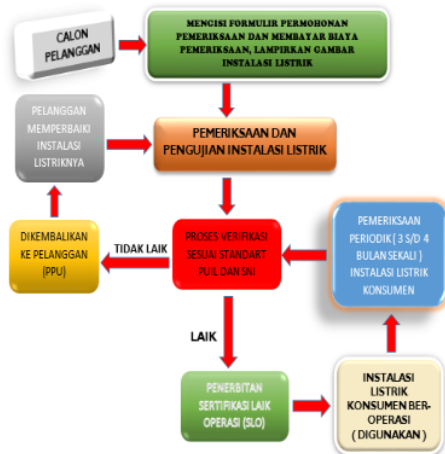 CALON
PELANGGAN
MENGISI FORMULIR PERMOHONAN
PEMERIKSAAN DAN MEMBAYAR BIAYA
PEMERIKSAAN, LAMPIRKAN GAMBAR
INSTALASI LISTRIK
PELANGGAN
MEMPERBAIKI
INSTALASI
LISTRIKNYA
PEMERIKSAAN DAN
PENGUJIAN INSTALASI LISTRIK
DIKEMBALIKAN
KE PELANGGAN
(PPU)
TIDAK LAIK
PROSES VERIFIKASI
SESUAI STANDART
PUIL DAN SNI
PEMERIKSAAN
PERIODIK ( 3 S/D 4
BULAN SEKALI )
INSTALASI LISTRIK
KONSUMEN
LAIK
PENERBITAN
SERTIFIKASI LAIK
OPERASI (SLO)
INSTALASI
LISTRIK
KONSUMEN BER-
OPERASI
( DIGUNAKAN )